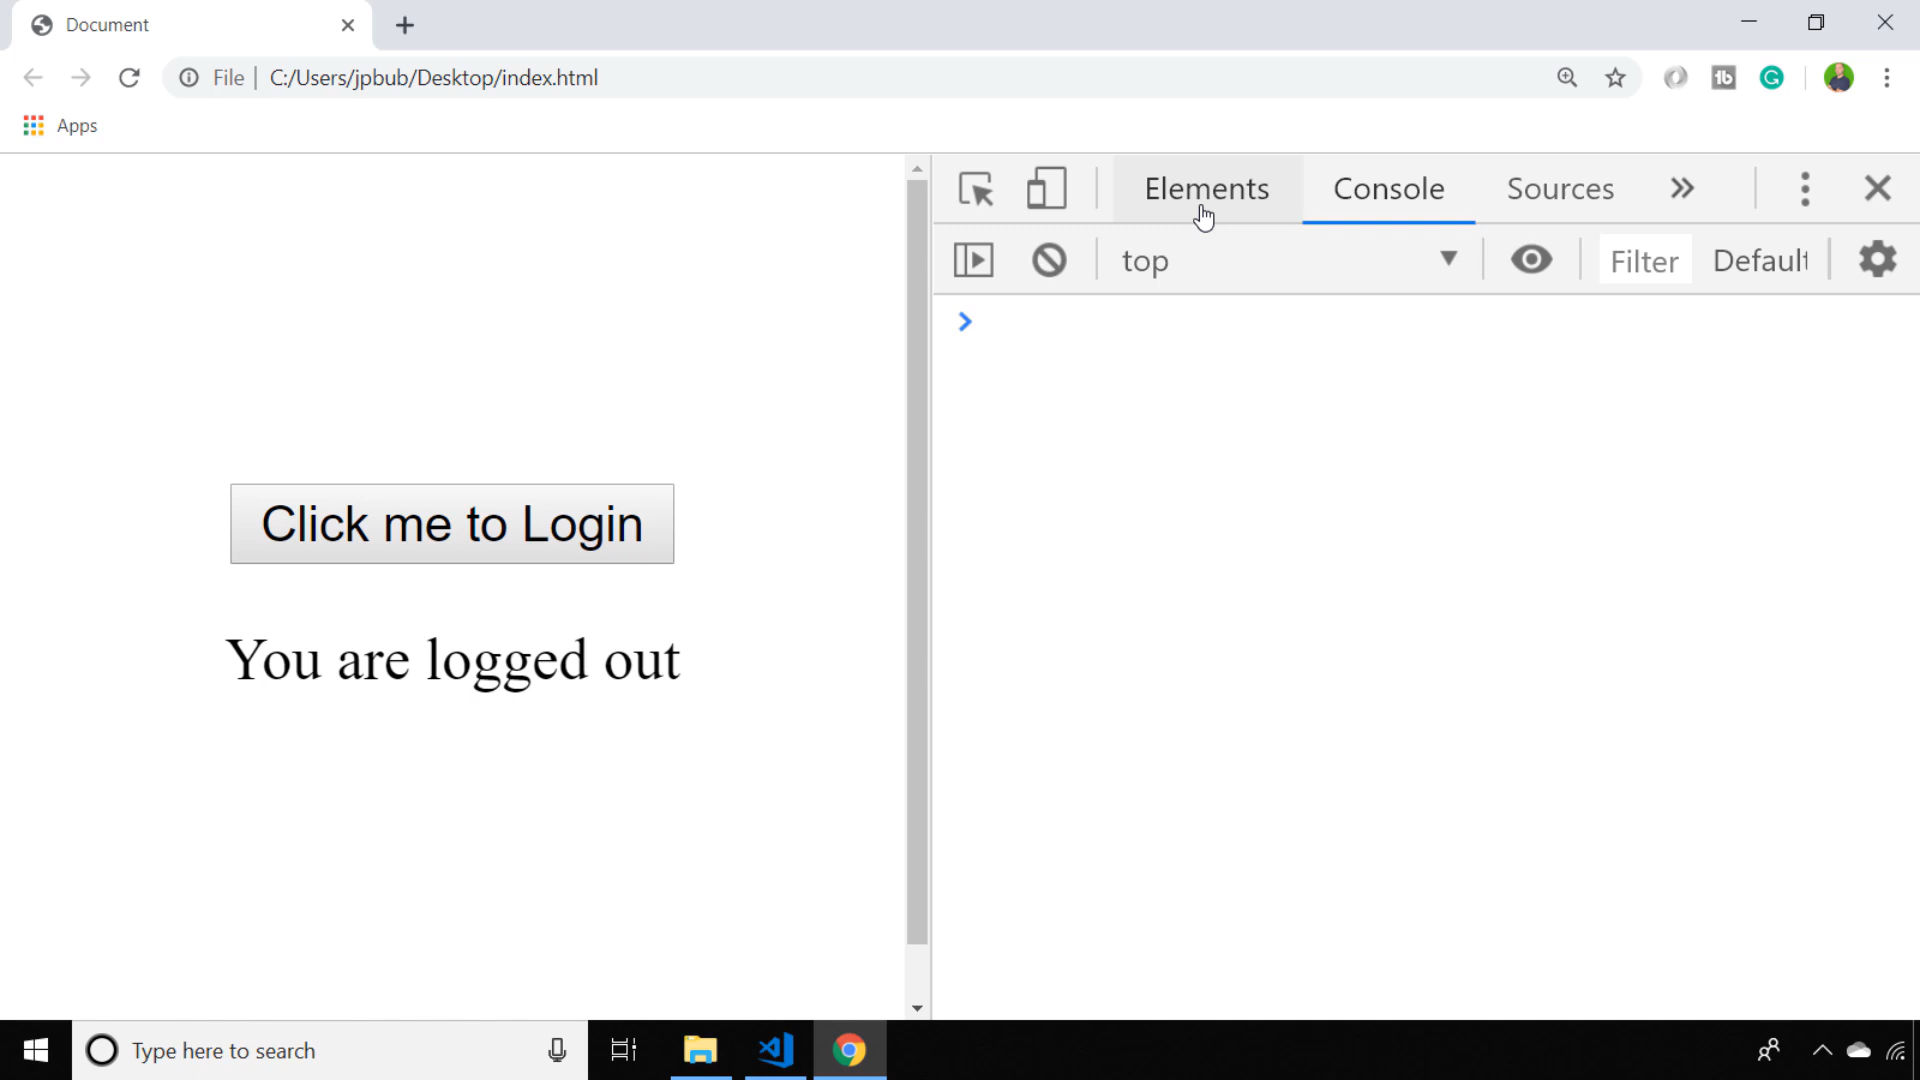 Document
File
C:/Users/jpbub/Desktop/index.html
Apps
Elements
Console
Sources
top
Filter
Default
Click me to Login
You are logged out
Type here to search